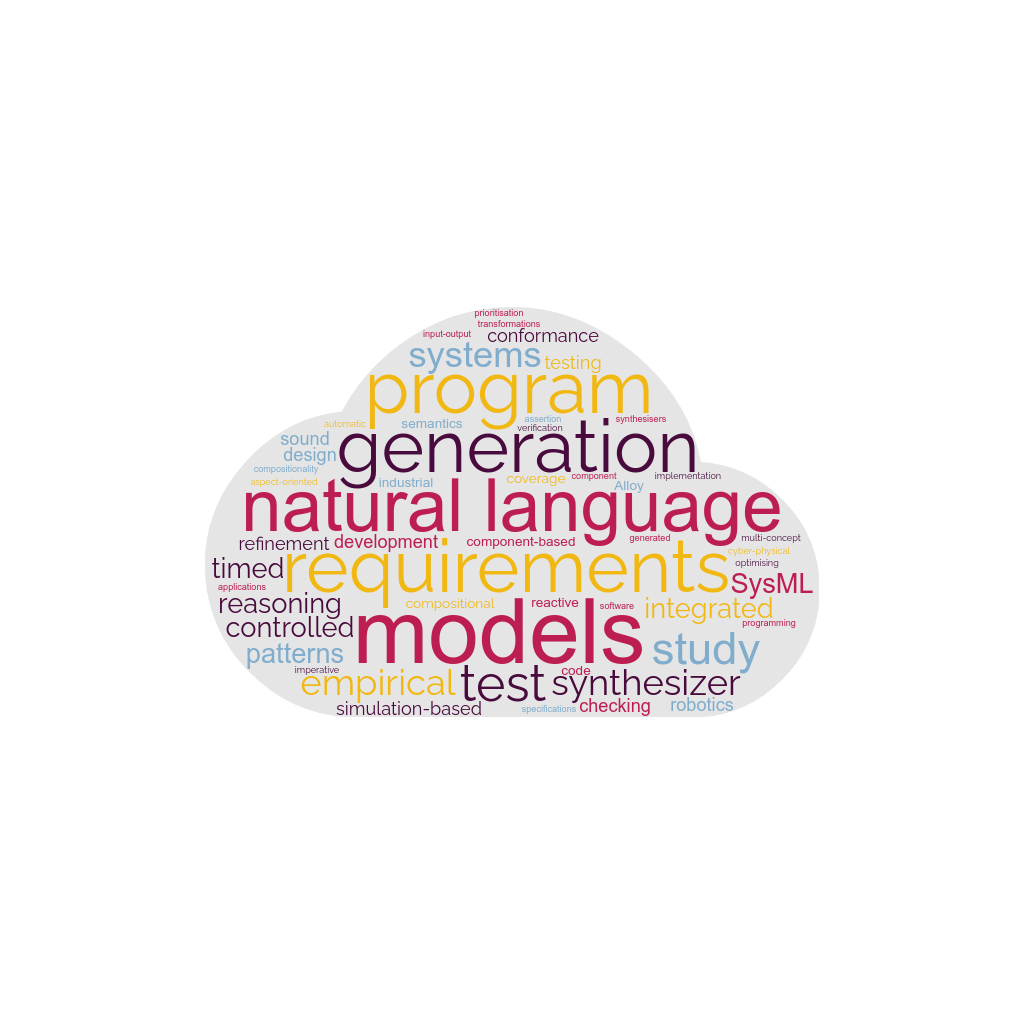 prioritisation
transformations
input-output conformance
systems testing
program
automatic semantics assertion synthesisers
verification
sound generation
design
compositionality
aspect-oriented industrial coverage component implementation
Alloy
natural language
refinement development component-based generated multi-concept
cyber-physical
timed requirements optimising
applications SysML
reasoning compositional reactive software integrated
controlled models programming
patterns study
imperative code
empirical test synthesizer
simulation-based specifications checking robotics